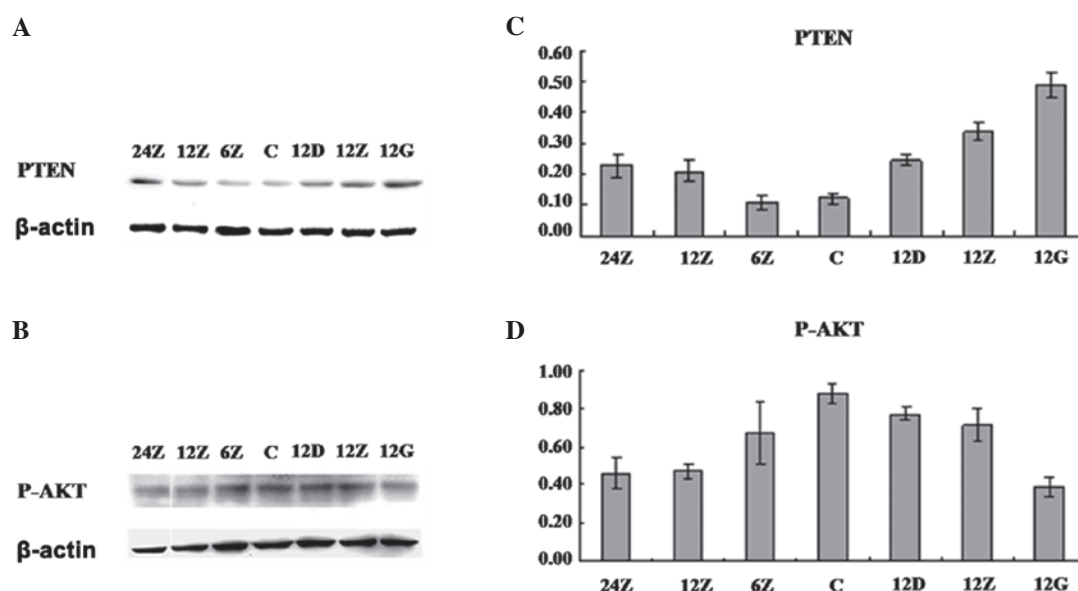 A
24Z 12Z 6Z C 12D 12Z 12G
PTEN
β-actin
B
24Z 12Z 6Z C 12D 12Z 12G
P-AKT
β-actin
C
PTEN
0.60
0.50
0.40
0.30
0.20
0.10
0.00
24Z 12Z 6Z C 12D 12Z 12G
D
P-AKT
1.00
0.80
0.60
0.40
0.20
0.00
24Z 12Z 6Z C 12D 12Z 12G